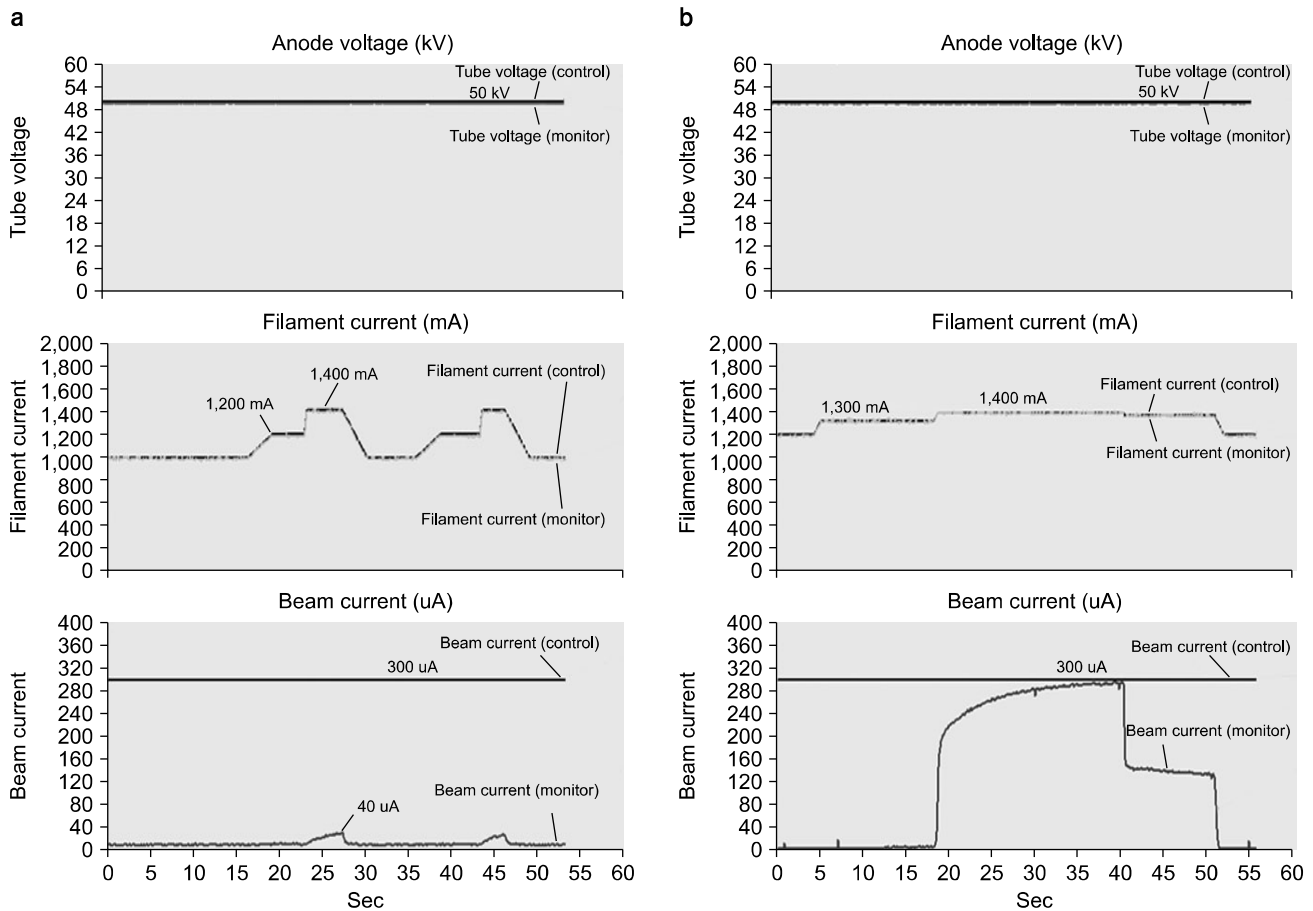 a
Anode voltage (kV)
Tube voltage
60
54
48
42
36
30
24
18
12
6
0
Tube voltage (control)
50 kV
Tube voltage (monitor)
Filament current (mA)
Filament current
2,000
1,800
1,600
1,400
1,200
1,000
800
600
400
200
0
1,200 mA
1,400 mA
Filament current (control)
Filament current (monitor)
Beam current (uA)
Beam current
400
360
320
280
240
200
160
120
80
40
0
Beam current (control)
300 uA
40 uA
Beam current (monitor)
0 5 10 15 20 25 30 35 40 45 50 55 60
Sec
b
Anode voltage (kV)
Tube voltage
60
54
48
42
36
30
24
18
12
6
0
Tube voltage (control)
50 kV
Tube voltage (monitor)
Filament current (mA)
Filament current
2,000
1,800
1,600
1,400
1,200
1,000
800
600
400
200
0
1,300 mA
1,400 mA
Filament current (control)
Filament current (monitor)
Beam current (uA)
Beam current
400
360
320
280
240
200
160
120
80
40
0
Beam current (control)
300 uA
Beam current (monitor)
0 5 10 15 20 25 30 35 40 45 50 55 60
Sec